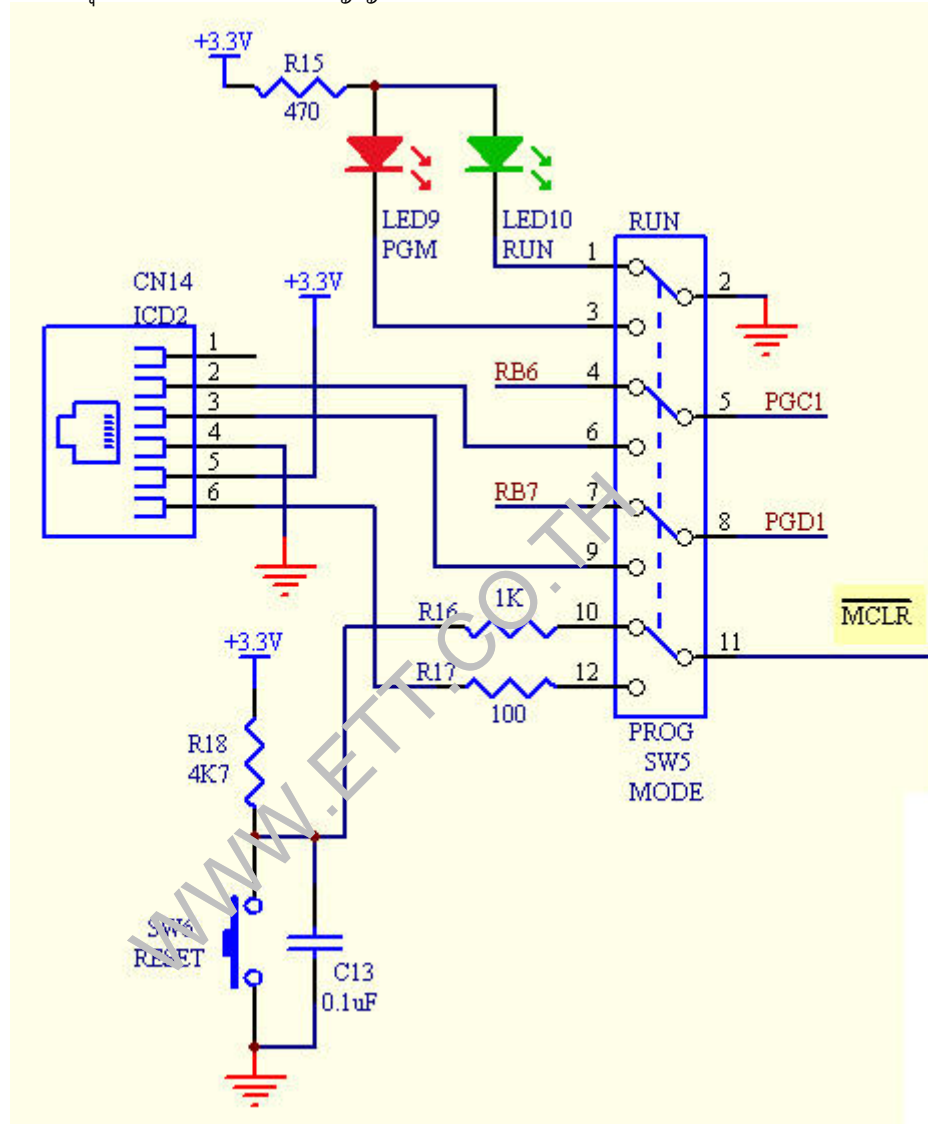 +3.3V
R15
470
LED9
PGM
LED10
RUN
RUN
1
2
3
CN14
ICD2
+3.3V
1
2
3
4
5
6
RB6
4
5
PGC1
6
RB7
7
8
PGD1
9
R16
1K
10
11
MCLR
R17
100
12
PROG
SW5
MODE
+3.3V
R18
4K7
SW6
RESET
C13
0.1uF
WWW.ETT.CO.TH